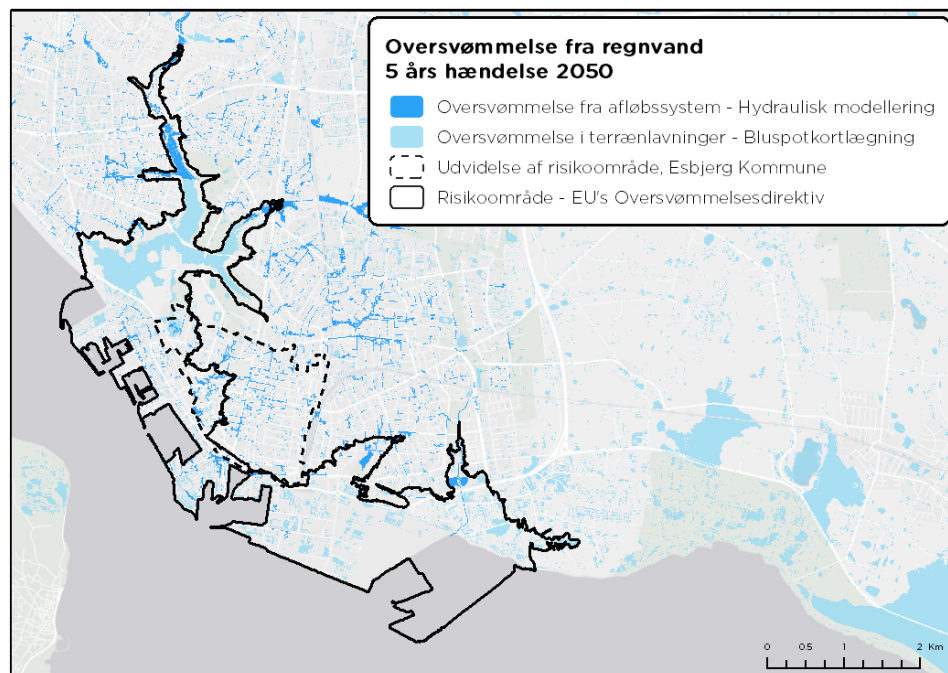 Oversvømmelse fra regnvand
5 års hændelse 2050
Oversvømmelse fra afløbssystem - Hydraulisk modellering
Oversvømmelse i terrænlavninger - Bluspotkortlægning
Udvidelse af risikoområde, Esbjerg Kommune
Risikoområde - EU's Oversvømmelsesdirektiv
0 0.5 1 2 Km